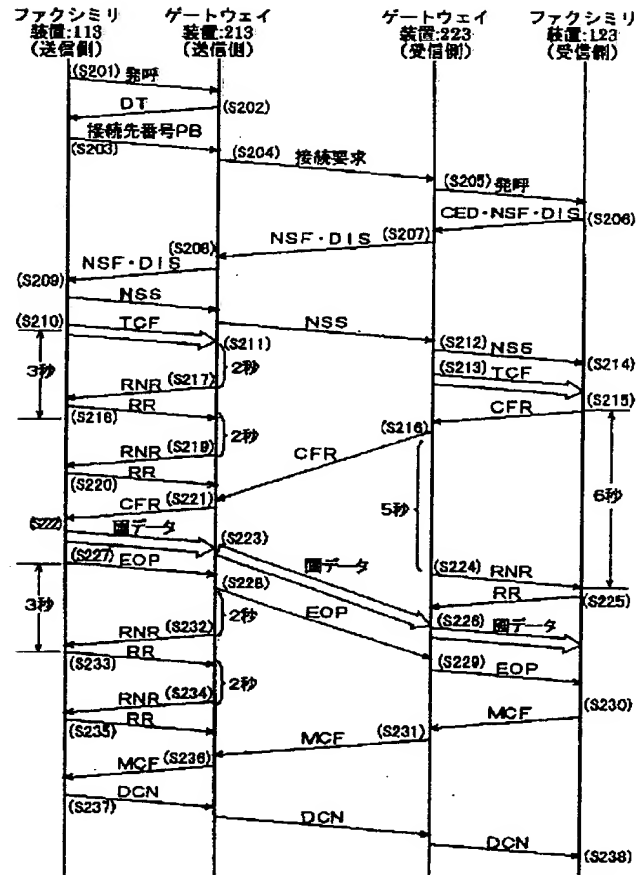 ファクシミリ ゲートウェイ ゲートウェイ ファクシミリ
装置:113 装置:213 装置:223 装置:123
(送信側) (送信側) (受信側) (受信側)
(S201) 発呼
DT (S202)
接続先番号PB
(S203) (S204) 接続要求
(S205) 発呼
CED・NSF・DIS (S206)
NSF・DIS (S207)
(S208)
NSF・DIS
(S209)
NSS
(S210) TCF NSS
(S211) (S212) NSS
3秒 2秒 (S213) TCF (S214)
RNR (S217) (S215)
RR CFR
(S218) (S216)
2秒
RNR (S219) CFR
RR
(S220)
CFR (S221) 5秒 6秒
(S222) 画データ (S223)
(S227) EOP 画データ (S224) RNR
(S228) RR (S225)
3秒 2秒 EOP (S226) 画データ
RNR (S232)
RR (S229) EOP
(S233)
2秒
RNR (S234) MCF (S230)
RR
(S235) MCF (S231)
MCF (S236)
DCN
(S237) DCN
DCN (S238)